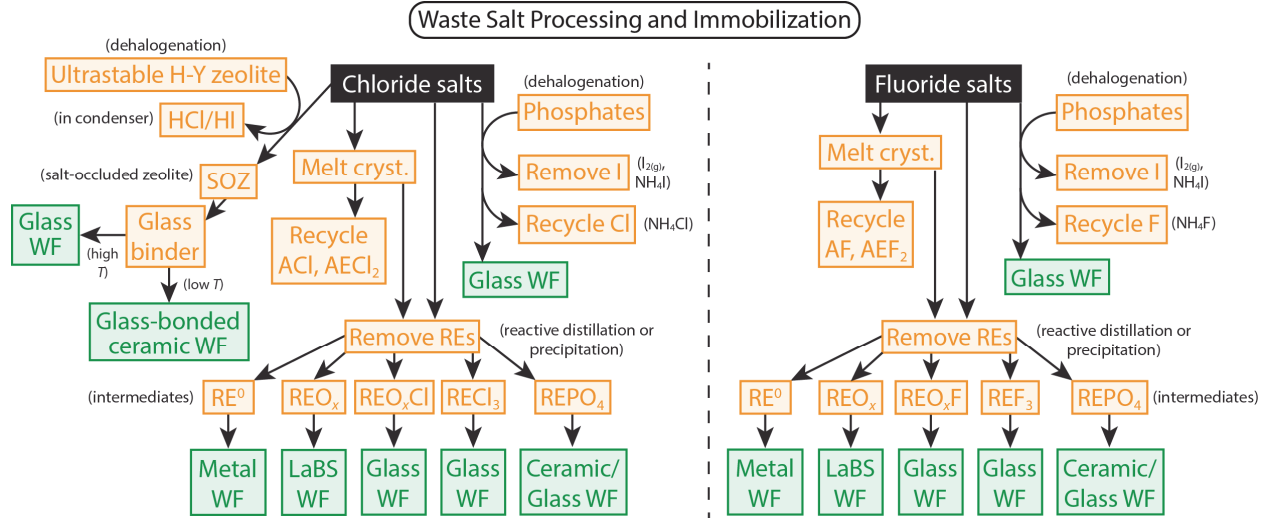 Waste Salt Processing and Immobilization
(dehalogenation)
Ultrastable H-Y zeolite
(in condenser)
HCl/HI
(salt-occluded zeolite)
SOZ
Glass
WF
(high
T)
Glass
binder
(low T)
Glass-bonded
ceramic WF
Chloride salts
Melt cryst.
Recycle
ACl, AECl₂
(dehalogenation)
Phosphates
Remove I
(I₂(g),
NH₄I)
Recycle Cl
(NH₄Cl)
Glass WF
Remove REs
(reactive distillation or
precipitation)
(intermediates)
RE⁰
REOₓ
REOₓCl
RECl₃
REPO₄
Metal
WF
LaBS
WF
Glass
WF
Glass
WF
Ceramic/
Glass WF
Fluoride salts
Melt cryst.
Recycle
AF, AEF₂
(dehalogenation)
Phosphates
Remove I
(I₂(g),
NH₄I)
Recycle F
(NH₄F)
Glass WF
Remove REs
(reactive distillation or
precipitation)
RE⁰
REOₓ
REOₓF
REF₃
REPO₄
(intermediates)
Metal
WF
LaBS
WF
Glass
WF
Glass
WF
Ceramic/
Glass WF